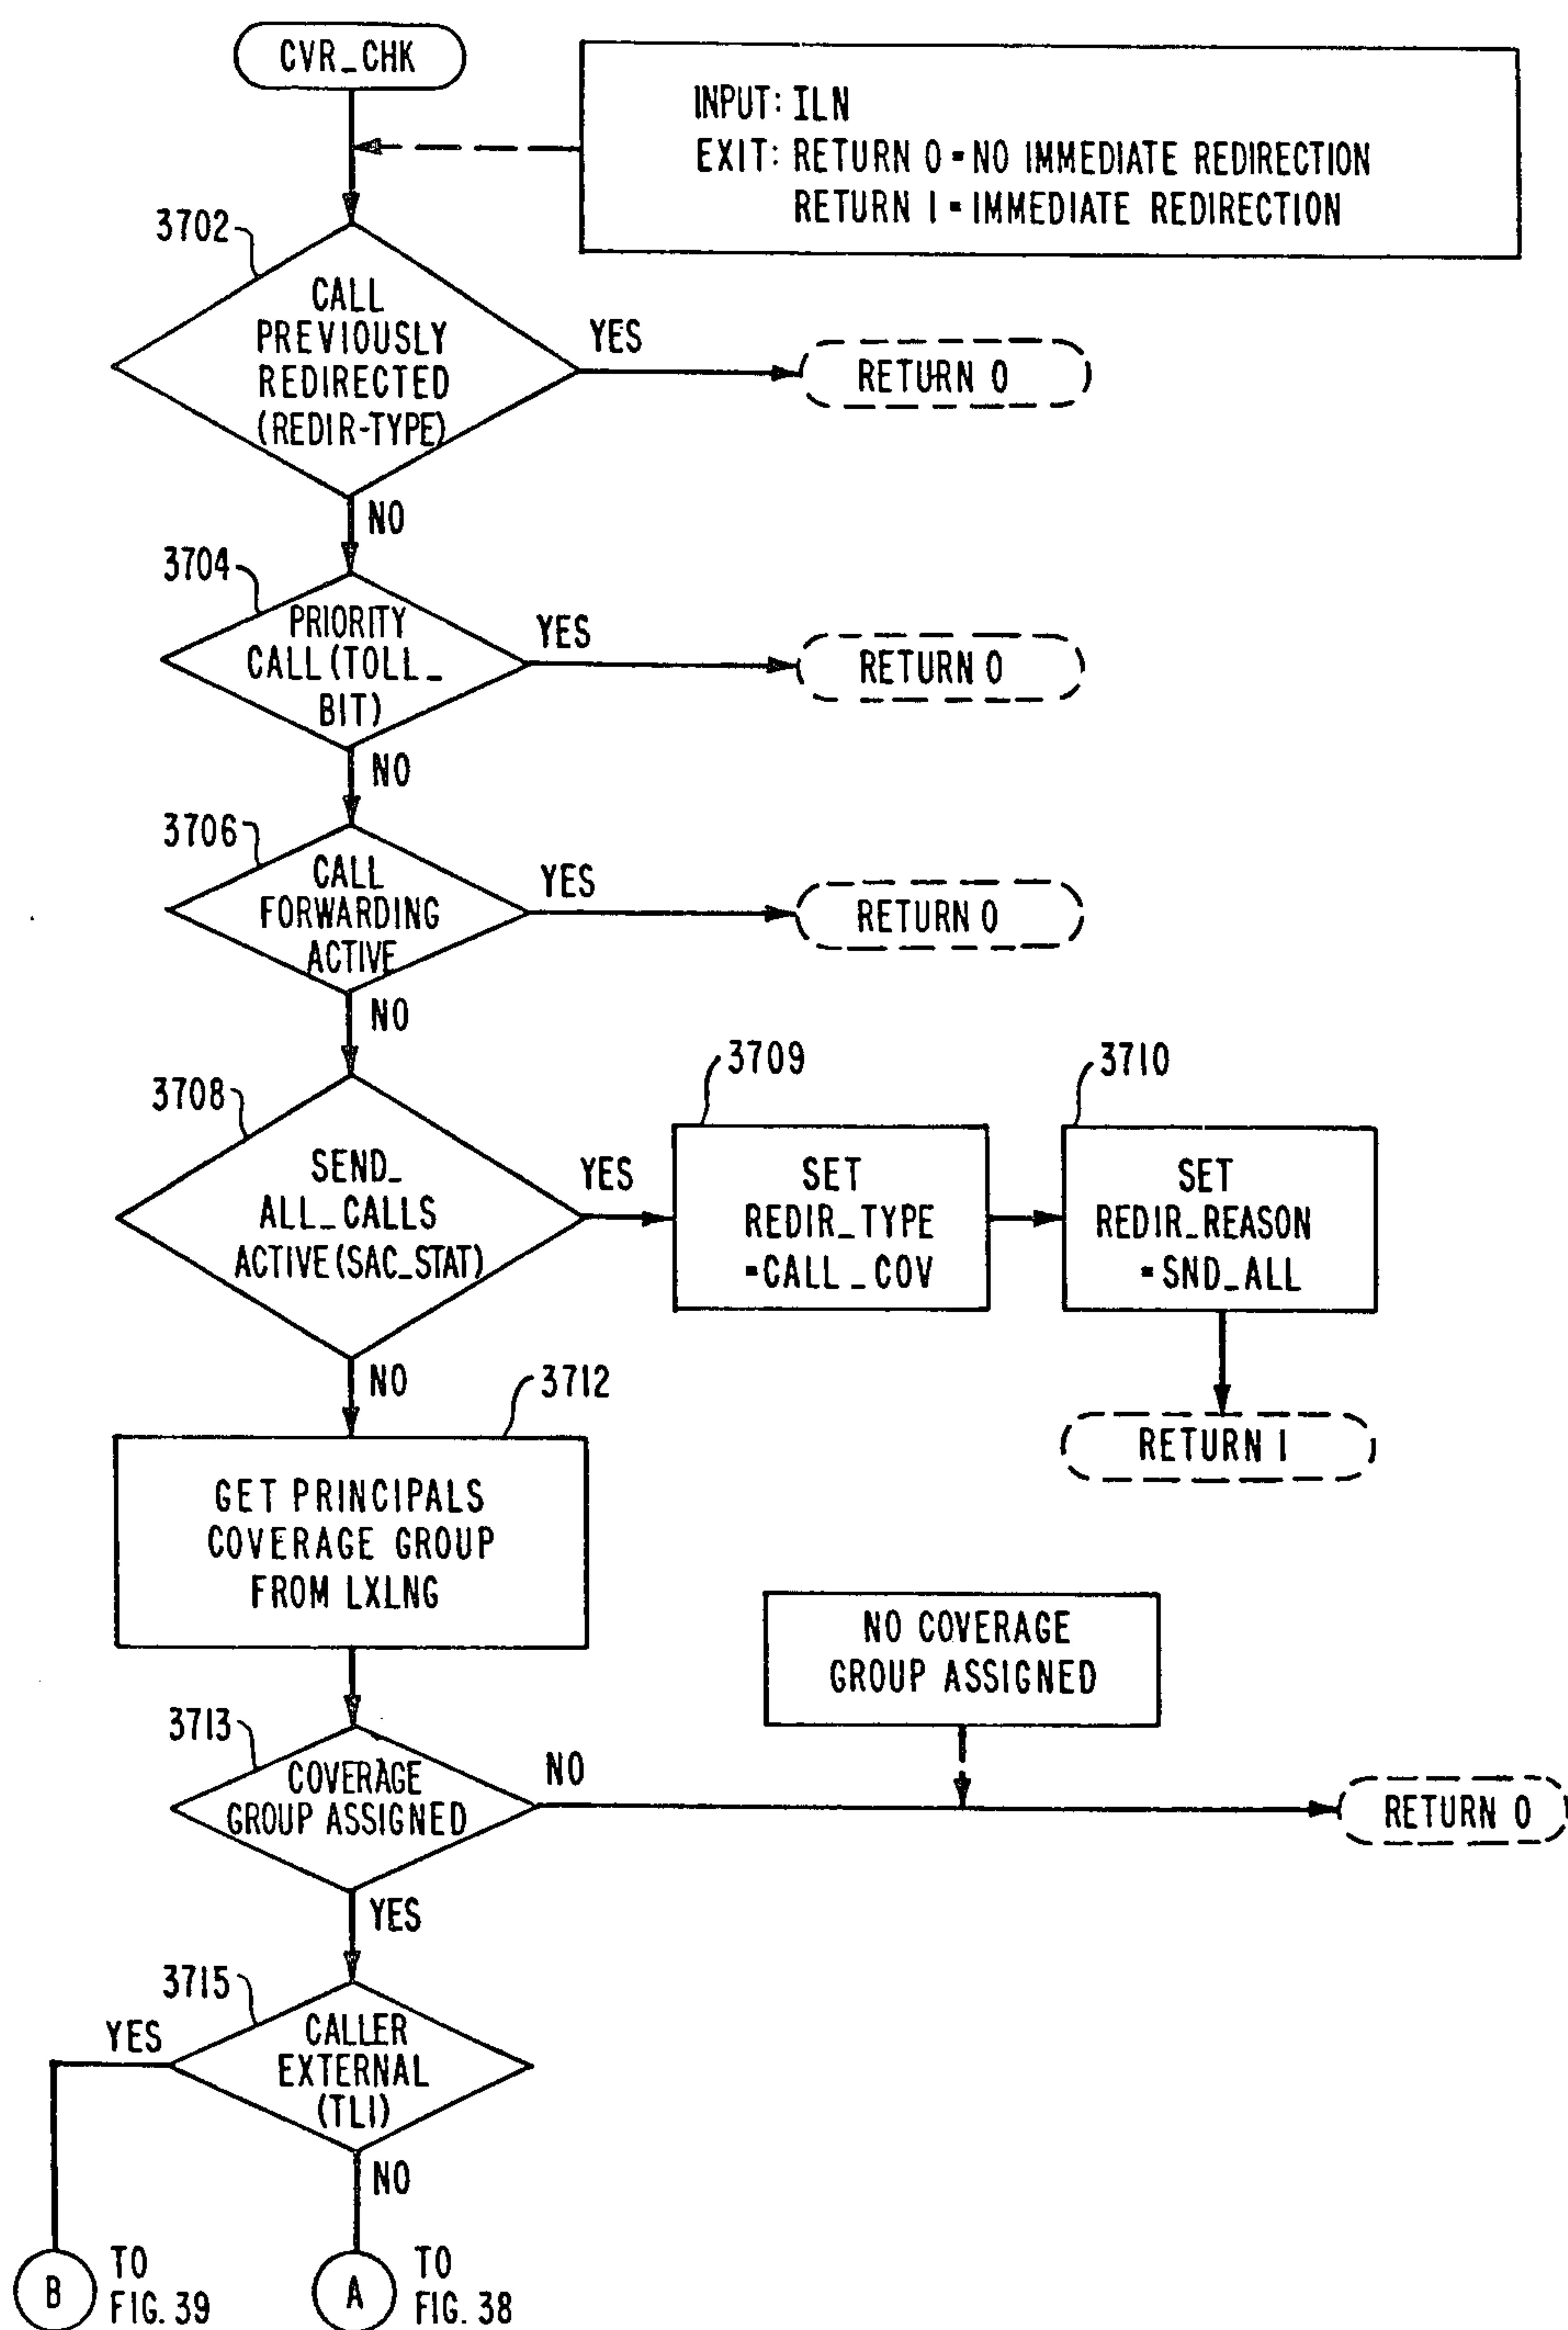 CVR_CHK
INPUT: ILN
EXIT: RETURN 0 = NO IMMEDIATE REDIRECTION
RETURN 1 = IMMEDIATE REDIRECTION
3702
CALL
PREVIOUSLY
REDIRECTED
(REDIR-TYPE)
YES
RETURN 0
NO
3704
PRIORITY
CALL (TOLL_
BIT)
YES
RETURN 0
NO
3706
CALL
FORWARDING
ACTIVE
YES
RETURN 0
NO
3708
SEND_
ALL_CALLS
ACTIVE (SAC_STAT)
YES
3709
SET
REDIR_TYPE
=CALL_COV
3710
SET
REDIR_REASON
=SND_ALL
RETURN 1
NO
3712
GET PRINCIPALS
COVERAGE GROUP
FROM LXLNG
NO COVERAGE
GROUP ASSIGNED
3713
COVERAGE
GROUP ASSIGNED
NO
RETURN 0
YES
3715
CALLER
EXTERNAL
(TLI)
YES
NO
B
TO
FIG. 39
A
TO
FIG. 38